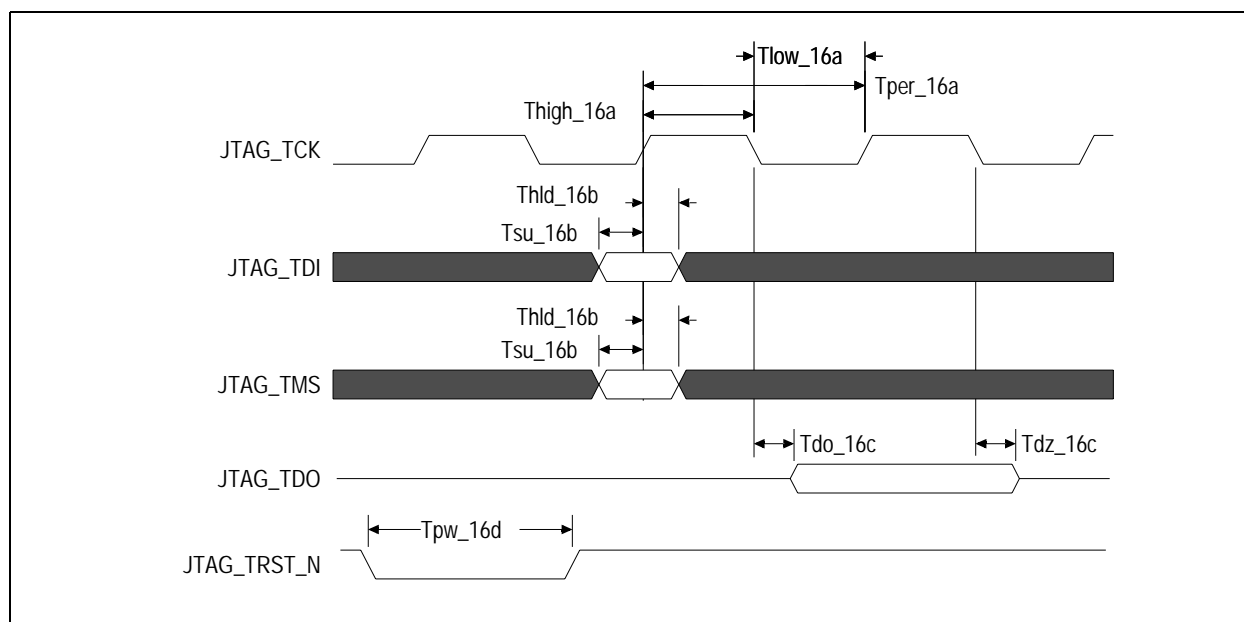 Tlow_16a
Tper_16a
Thigh_16a
JTAG_TCK
Thld_16b
Tsu_16b
JTAG_TDI
Thld_16b
Tsu_16b
JTAG_TMS
Tdo_16c
Tdz_16c
JTAG_TDO
Tpw_16d
JTAG_TRST_N